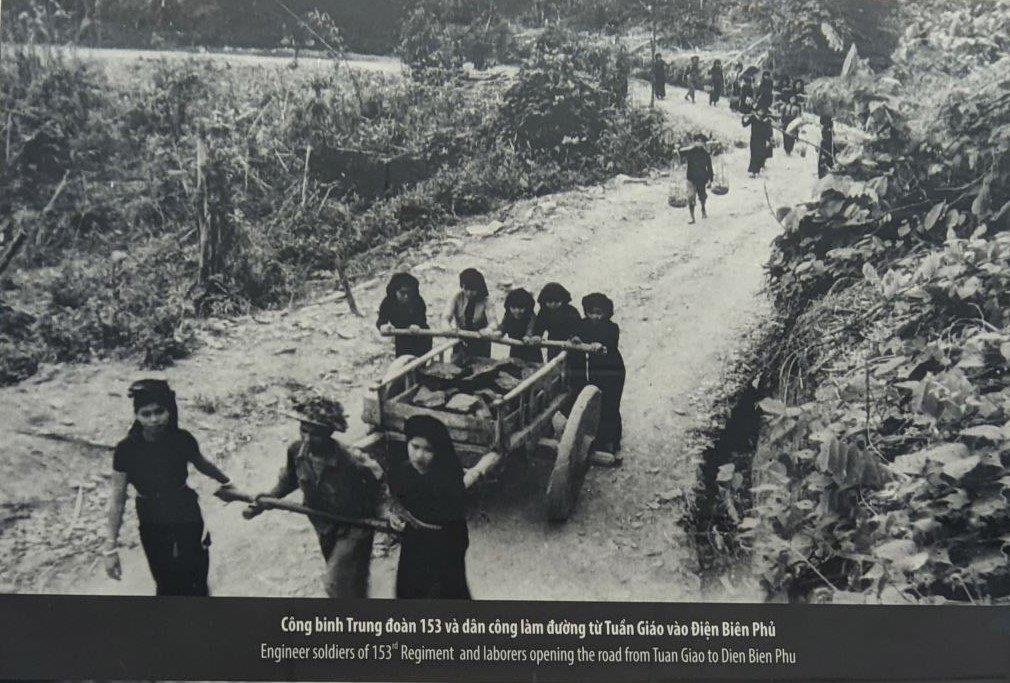 Công binh Trung đoàn 153 và dân công làm đường từ Tuần Giáo vào Điện Biên Phủ
Engineer soldiers of 153rd Regiment and laborers opening the road from Tuan Giao to Dien Bien Phu